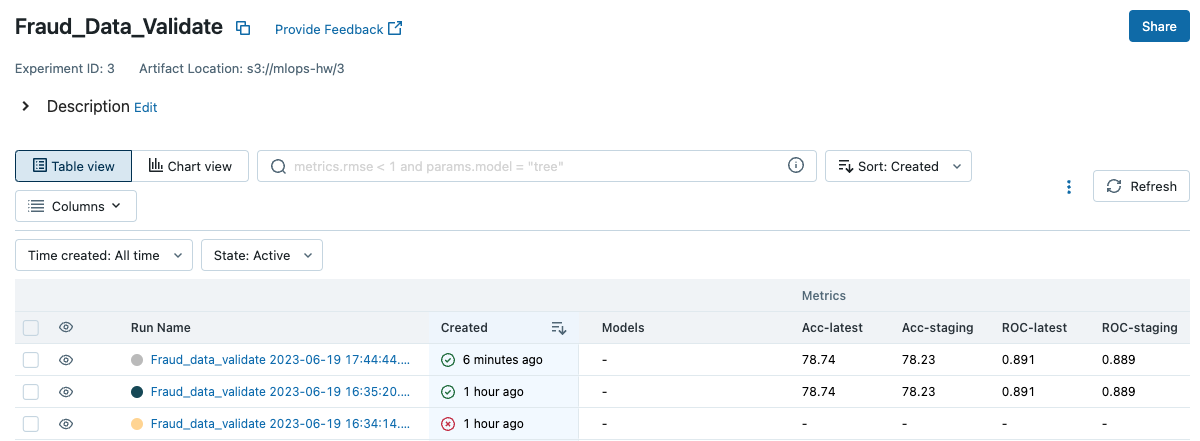 Fraud_Data_Validate Provide Feedback Share
Experiment ID: 3 Artifact Location: s3://mlops-hw/3
Description Edit
Table view Chart view metrics.rmse < 1 and params.model = "tree" Sort: Created
Refresh
Columns
Time created: All time State: Active
Metrics
Run Name Created Models Acc-latest Acc-staging ROC-latest ROC-staging
Fraud_data_validate 2023-06-19 17:44:44.... 6 minutes ago - 78.74 78.23 0.891 0.889
Fraud_data_validate 2023-06-19 16:35:20.... 1 hour ago - 78.74 78.23 0.891 0.889
Fraud_data_validate 2023-06-19 16:34:14.... 1 hour ago - - - - -